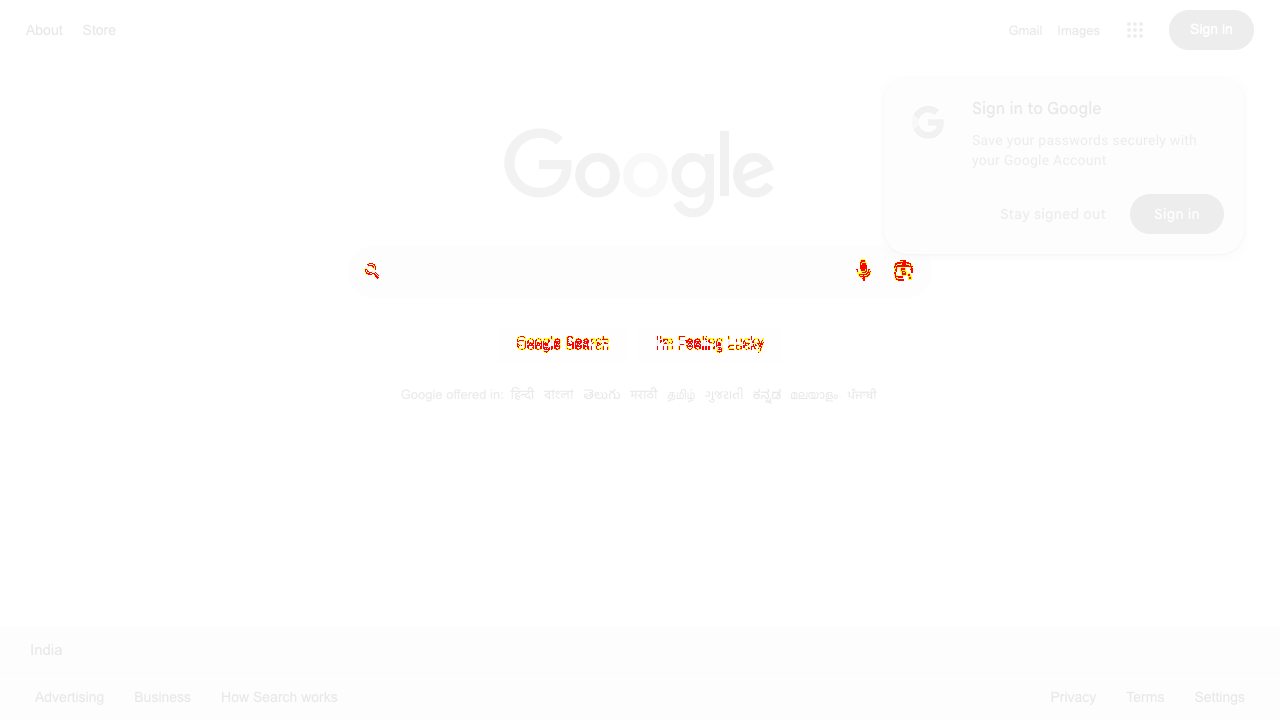 About Store
Gmail Images Sign in
Sign in to Google
Save your passwords securely with
your Google Account
Stay signed out Sign in
Google
Google Search I'm Feeling Lucky
Google offered in: हिन्दी বাংলা తెలుగు मराठी தமிழ் ગુજરાતી ಕನ್ನಡ മലയാളം ਪੰਜਾਬੀ
India
Advertising Business How Search works
Privacy Terms Settings